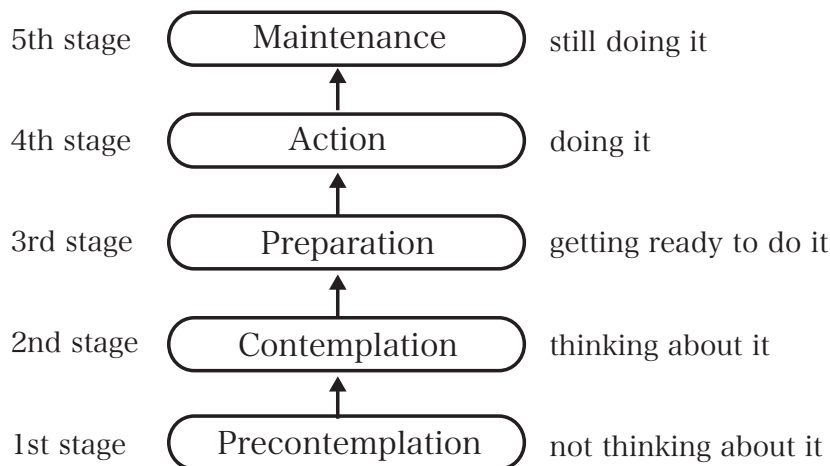 5th stage Maintenance still doing it
4th stage Action doing it
3rd stage Preparation getting ready to do it
2nd stage Contemplation thinking about it
1st stage Precontemplation not thinking about it